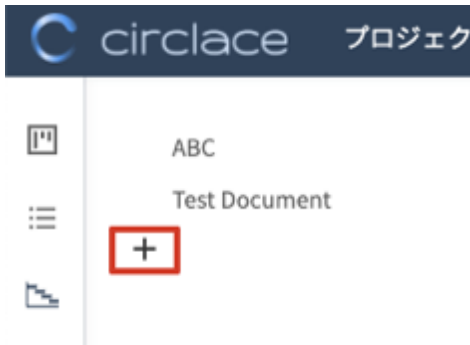 circlace プロジェク
ABC
Test Document
+